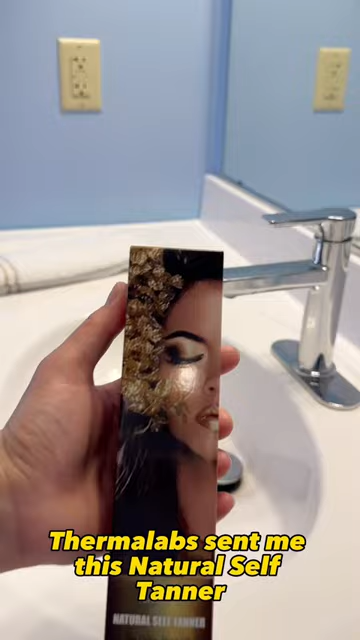 Thermalabs sent me
this Natural Self
Tanner
NATURAL SELF TANNER